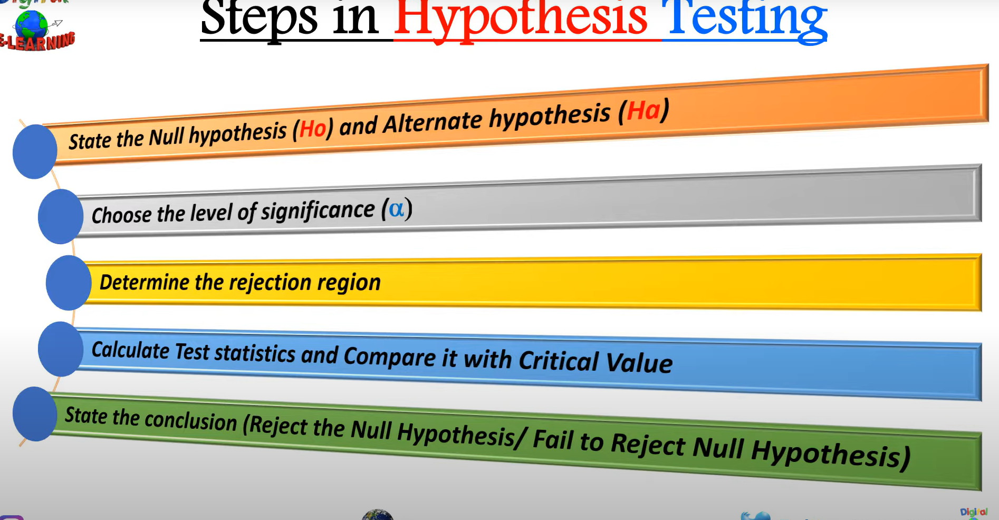 Digital
E-LEARNING
Steps in Hypothesis Testing
State the Null hypothesis (Ho) and Alternate hypothesis (Ha)
Choose the level of significance (α)
Determine the rejection region
Calculate Test statistics and Compare it with Critical Value
State the conclusion (Reject the Null Hypothesis/ Fail to Reject Null Hypothesis)
Digital